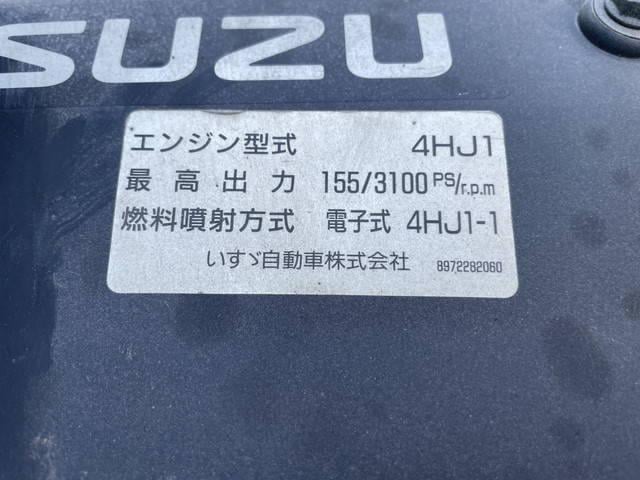 SUZU
エンジン型式 4HJ1
最高出力 155/3100 PS/r.p.m
燃料噴射方式 電子式 4HJ1-1
いすゞ自動車株式会社 8972282060